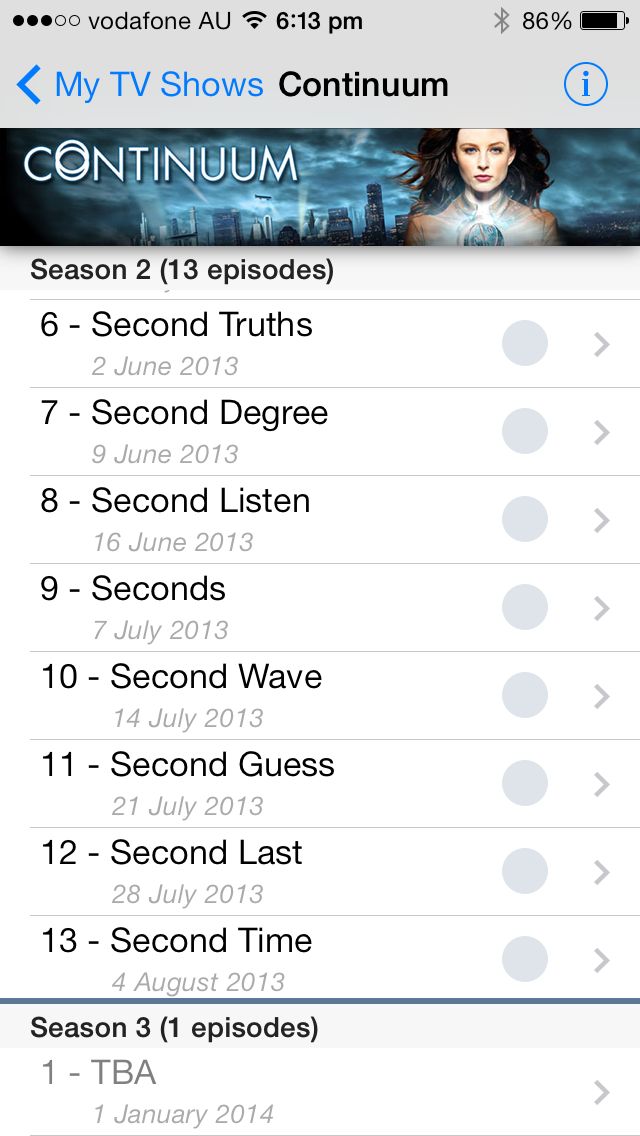 vodafone AU 6:13 pm 86%
My TV Shows Continuum i
CONTINUUM
Season 2 (13 episodes)
6 - Second Truths
2 June 2013
7 - Second Degree
9 June 2013
8 - Second Listen
16 June 2013
9 - Seconds
7 July 2013
10 - Second Wave
14 July 2013
11 - Second Guess
21 July 2013
12 - Second Last
28 July 2013
13 - Second Time
4 August 2013
Season 3 (1 episodes)
1 - TBA
1 January 2014